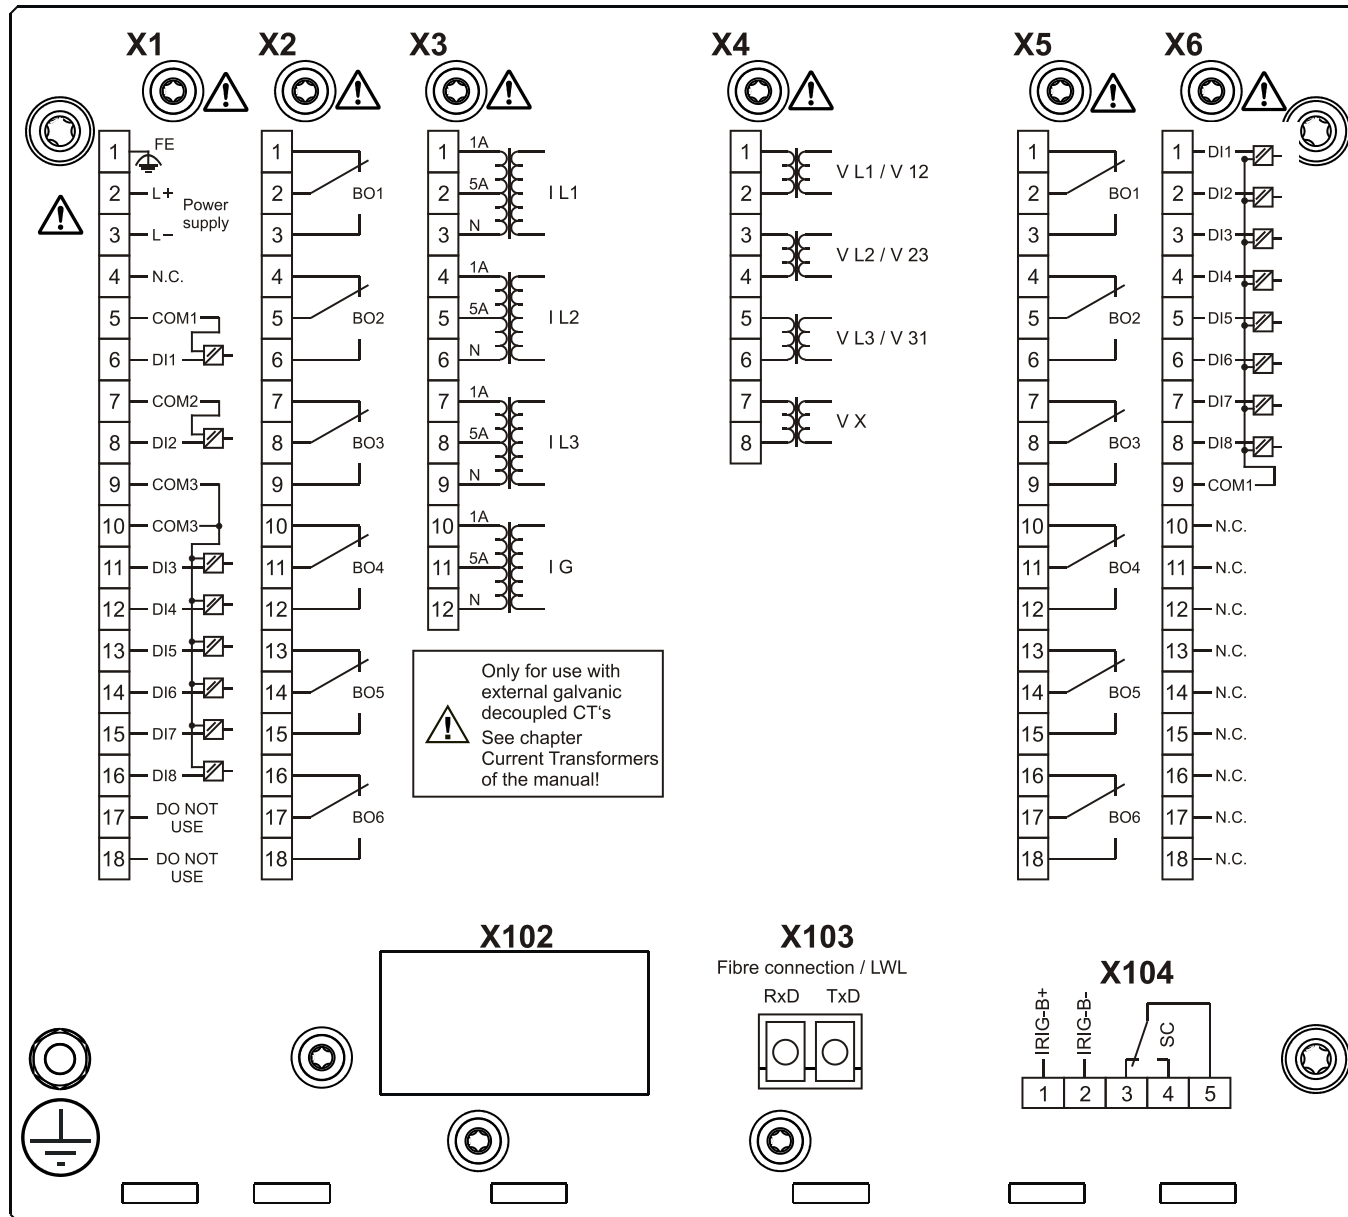 X1 X2 X3 X4 X5 X6
1 FE
2 L+
Power
supply
3 L−
4 N.C.
5 COM1
6 DI1
7 COM2
8 DI2
9 COM3
10 COM3
11 DI3
12 DI4
13 DI5
14 DI6
15 DI7
16 DI8
17 DO NOT
USE
18 DO NOT
USE
1
2 BO1
3
4
5 BO2
6
7
8 BO3
9
10
11 BO4
12
13
14 BO5
15
16
17 BO6
18
1 1A
2 5A I L1
3 N
4 1A
5 5A I L2
6 N
7 1A
8 5A I L3
9 N
10 1A
11 5A I G
12 N
Only for use with
external galvanic
decoupled CT‘s
See chapter
Current Transformers
of the manual!
1
V L1 / V 12
2
3
V L2 / V 23
4
5
V L3 / V 31
6
7
V X
8
1
2 BO1
3
4
5 BO2
6
7
8 BO3
9
10
11 BO4
12
13
14 BO5
15
16
17 BO6
18
1 DI1
2 DI2
3 DI3
4 DI4
5 DI5
6 DI6
7 DI7
8 DI8
9 COM1
10 N.C.
11 N.C.
12 N.C.
13 N.C.
14 N.C.
15 N.C.
16 N.C.
17 N.C.
18 N.C.
X102
X103
Fibre connection / LWL
RxD TxD
X104
IRIG-B+
IRIG-B-
SC
1 2 3 4 5